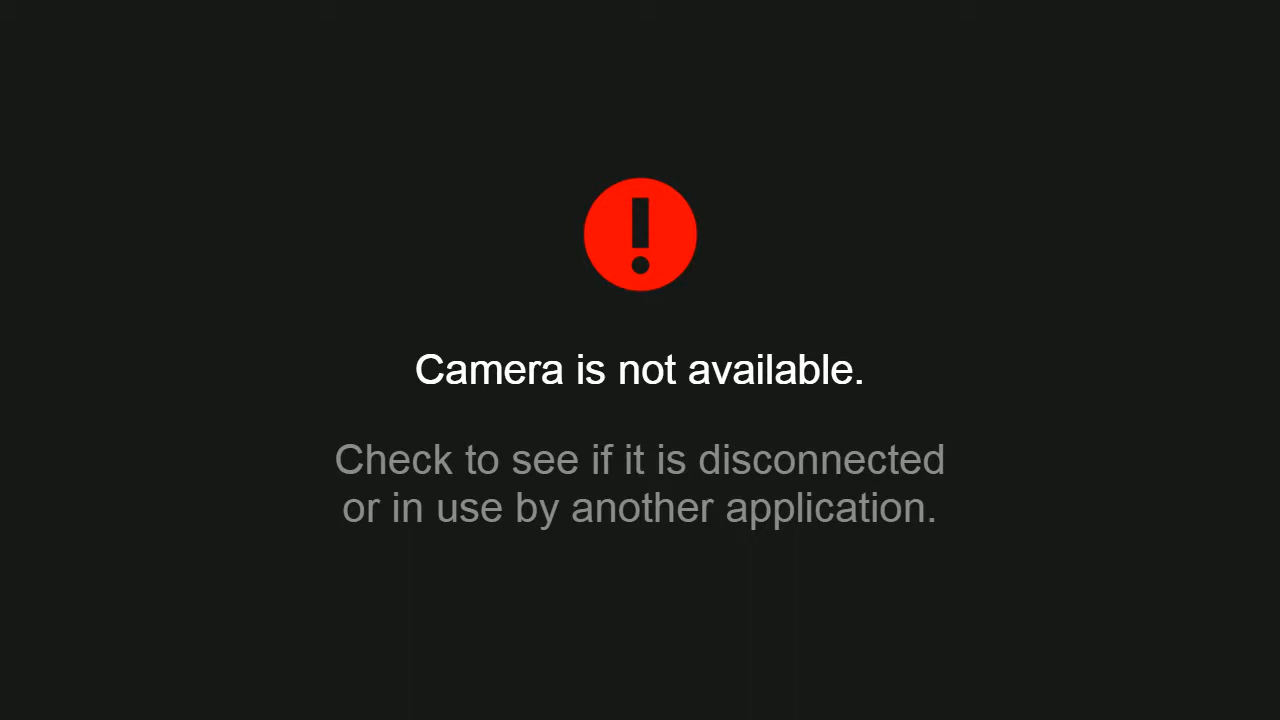 Camera is not available.
Check to see if it is disconnected
or in use by another application.